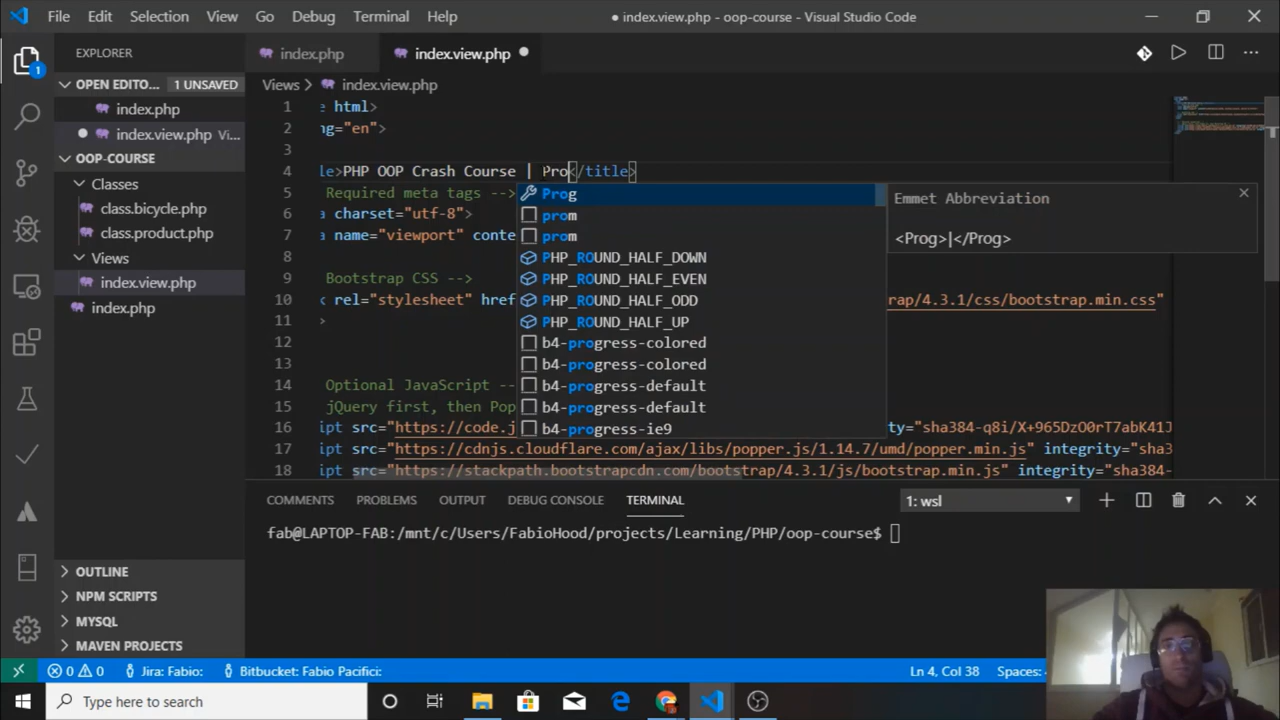 File Edit Selection View Go Debug Terminal Help ● index.view.php - oop-course - Visual Studio Code
EXPLORER
index.php index.view.php
OPEN EDITO... 1 UNSAVED
Views > index.view.php
index.php
index.view.php Vi...
OOP-COURSE
Classes
class.bicycle.php
class.product.php
Views
index.view.php
index.php
1 e html>
2 ng="en">
3
4 le>PHP OOP Crash Course | Pro</title>
5 Required meta tags -->
6 a charset="utf-8">
7 a name="viewport" conte
8
9 Bootstrap CSS -->
10 c rel="stylesheet" href rap/4.3.1/css/bootstrap.min.css"
11 >
12
13
14 Optional JavaScript --
15 jQuery first, then Pop
16 ipt src="https://code.j ty="sha384-q8i/X+965DzO0rT7abK41J
17 ipt src="https://cdnjs.cloudflare.com/ajax/libs/popper.js/1.14.7/umd/popper.min.js" integrity="sha384-
18 ipt src="https://stackpath.bootstrapcdn.com/bootstrap/4.3.1/js/bootstrap.min.js" integrity="sha384-
Prog
prom
prom
PHP_ROUND_HALF_DOWN
PHP_ROUND_HALF_EVEN
PHP_ROUND_HALF_ODD
PHP_ROUND_HALF_UP
b4-progress-colored
b4-progress-colored
b4-progress-default
b4-progress-default
b4-progress-ie9
Emmet Abbreviation
<Prog>|</Prog>
COMMENTS PROBLEMS OUTPUT DEBUG CONSOLE TERMINAL 1: wsl
fab@LAPTOP-FAB:/mnt/c/Users/FabioHood/projects/Learning/PHP/oop-course$
OUTLINE
NPM SCRIPTS
MYSQL
MAVEN PROJECTS
0 0 Jira: Fabio: Bitbucket: Fabio Pacifici: Ln 4, Col 38 Spaces:
Type here to search